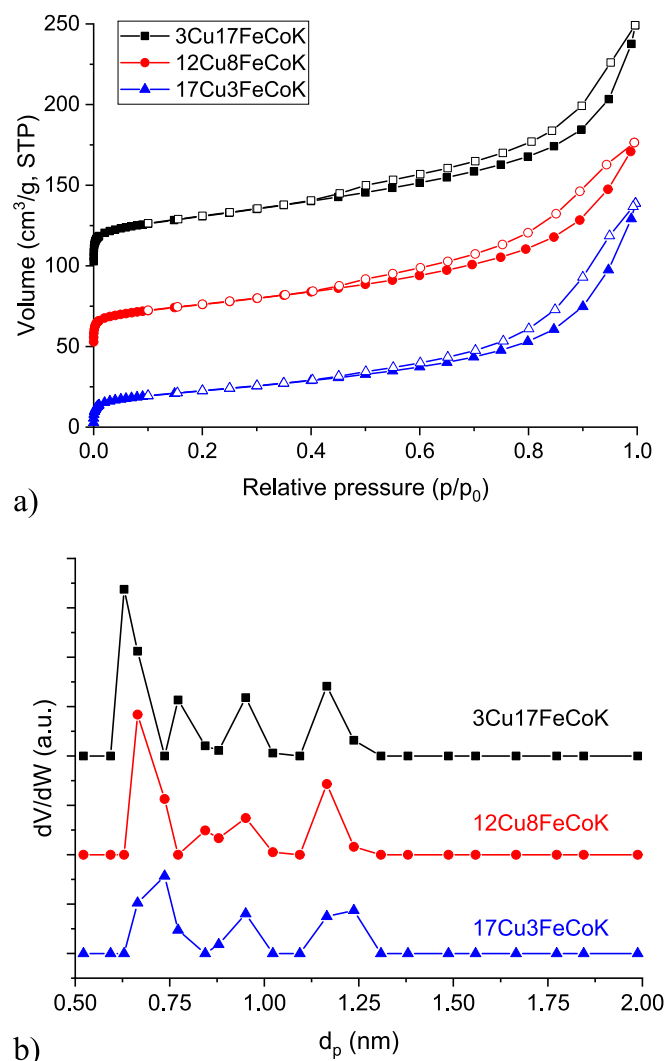 250
200
150
100
50
0
Volume (cm³/g, STP)
3Cu17FeCoK
12Cu8FeCoK
17Cu3FeCoK
0.0 0.2 0.4 0.6 0.8 1.0
Relative pressure (p/p₀)
a)
dV/dW (a.u.)
3Cu17FeCoK
12Cu8FeCoK
17Cu3FeCoK
0.50 0.75 1.00 1.25 1.50 1.75 2.00
dₚ (nm)
b)